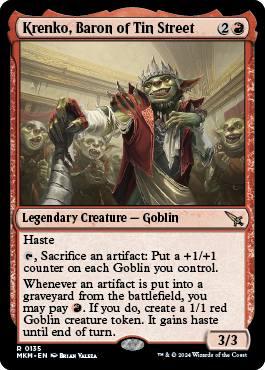 Krenko, Baron of Tin Street 2
Legendary Creature — Goblin
Haste
, Sacrifice an artifact: Put a +1/+1
counter on each Goblin you control.
Whenever an artifact is put into a
graveyard from the battlefield, you
may pay . If you do, create a 1/1 red
Goblin creature token. It gains haste
until end of turn.
3/3
R 0135
MKM • EN Brian Valeza
™ & © 2024 Wizards of the Coast